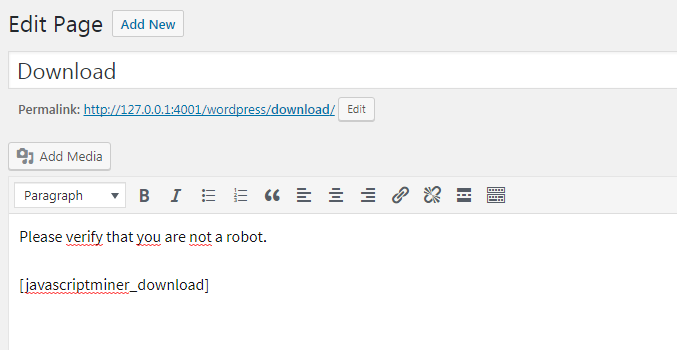 Edit Page Add New
Download
Permalink: http://127.0.0.1:4001/wordpress/download/ Edit
Add Media
Paragraph B I
Please verify that you are not a robot.
[javascriptminer_download]